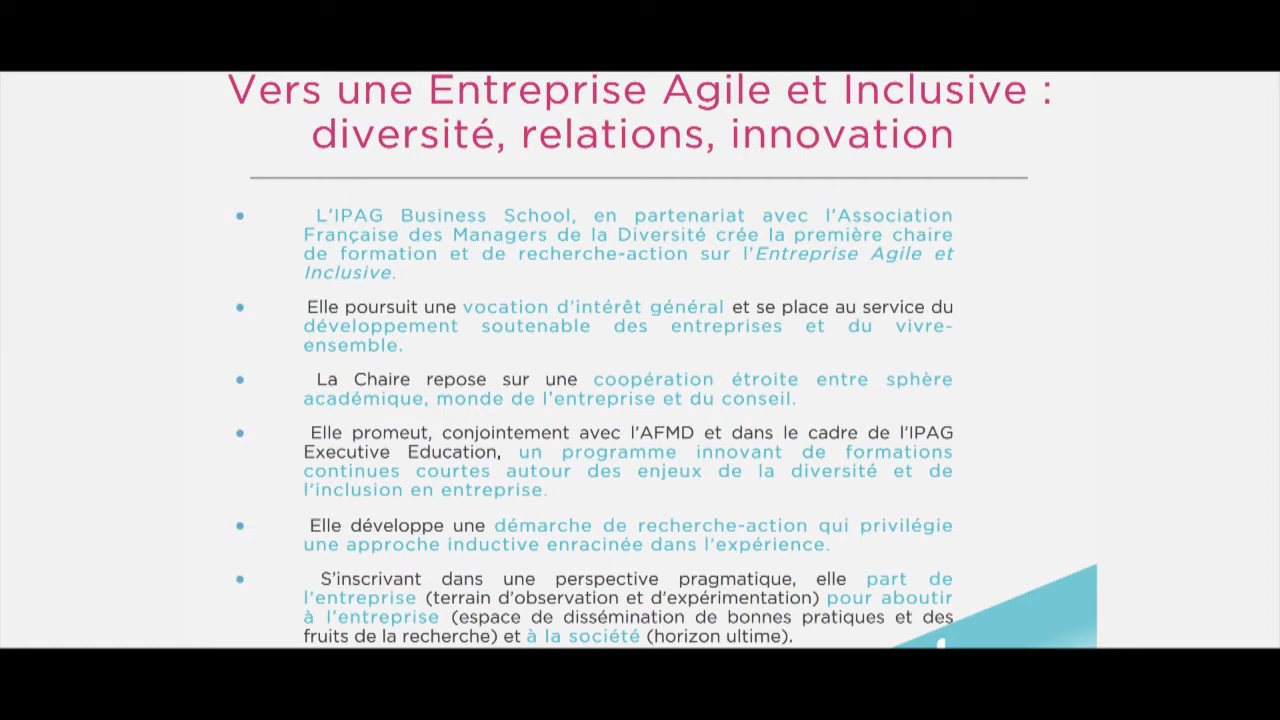 Vers une Entreprise Agile et Inclusive :
diversité, relations, innovation
• L'IPAG Business School, en partenariat avec l'Association
Française des Managers de la Diversité crée la première chaire
de formation et de recherche-action sur l'Entreprise Agile et
Inclusive.
• Elle poursuit une vocation d'intérêt général et se place au service du
développement soutenable des entreprises et du vivre-
ensemble.
• La Chaire repose sur une coopération étroite entre sphère
académique, monde de l'entreprise et du conseil.
• Elle promeut, conjointement avec l'AFMD et dans le cadre de l'IPAG
Executive Education, un programme innovant de formations
continues courtes autour des enjeux de la diversité et de
l'inclusion en entreprise.
• Elle développe une démarche de recherche-action qui privilégie
une approche inductive enracinée dans l'expérience.
• S'inscrivant dans une perspective pragmatique, elle part de
l'entreprise (terrain d'observation et d'expérimentation) pour aboutir
à l'entreprise (espace de dissémination de bonnes pratiques et des
fruits de la recherche) et à la société (horizon ultime).